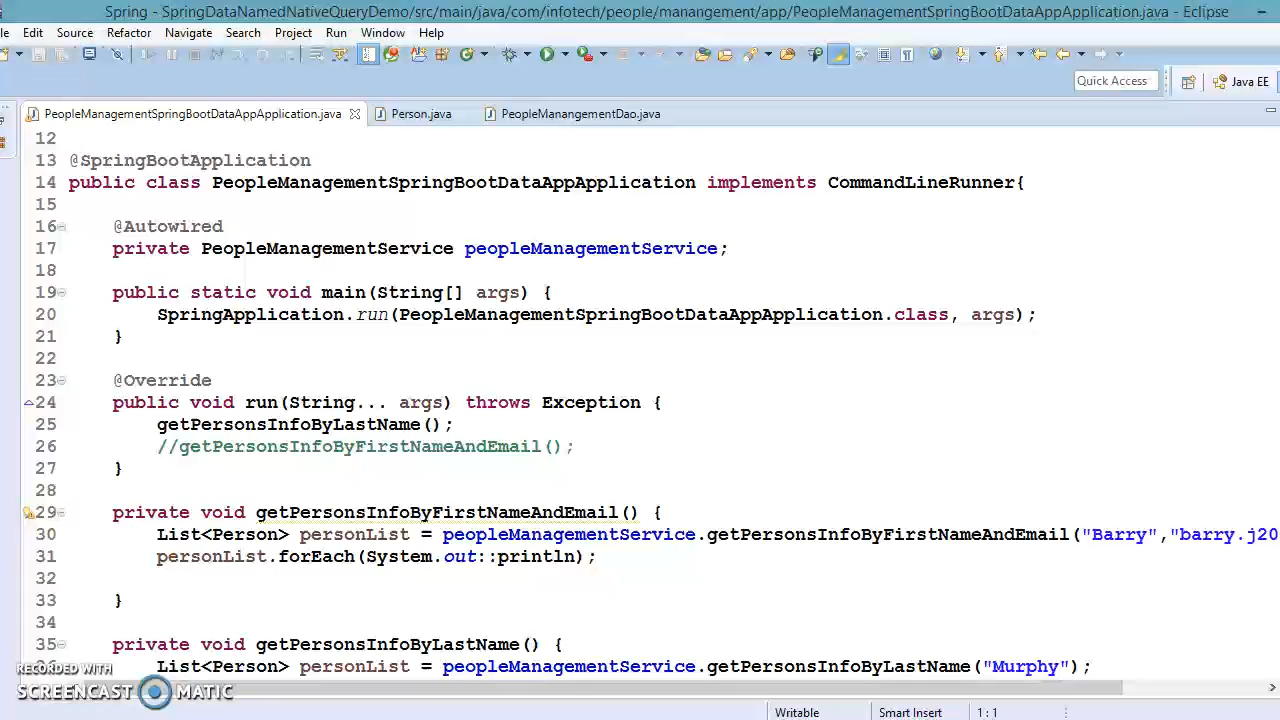 Spring - SpringDataNamedNativeQueryDemo/src/main/java/com/infotech/people/manangement/app/PeopleManagementSpringBootDataAppApplication.java - Eclipse
le Edit Source Refactor Navigate Search Project Run Window Help
Quick Access Java EE
PeopleManagementSpringBootDataAppApplication.java Person.java PeopleManangementDao.java
12
13 @SpringBootApplication
14 public class PeopleManagementSpringBootDataAppApplication implements CommandLineRunner{
15
16 @Autowired
17 private PeopleManagementService peopleManagementService;
18
19 public static void main(String[] args) {
20 SpringApplication.run(PeopleManagementSpringBootDataAppApplication.class, args);
21 }
22
23 @Override
24 public void run(String... args) throws Exception {
25 getPersonsInfoByLastName();
26 //getPersonsInfoByFirstNameAndEmail();
27 }
28
29 private void getPersonsInfoByFirstNameAndEmail() {
30 List<Person> personList = peopleManagementService.getPersonsInfoByFirstNameAndEmail("Barry","barry.j20
31 personList.forEach(System.out::println);
32
33 }
34
35 private void getPersonsInfoByLastName() {
List<Person> personList = peopleManagementService.getPersonsInfoByLastName("Murphy");
RECORDED WITH
SCREENCAST MATIC
Writable Smart Insert 1 : 1